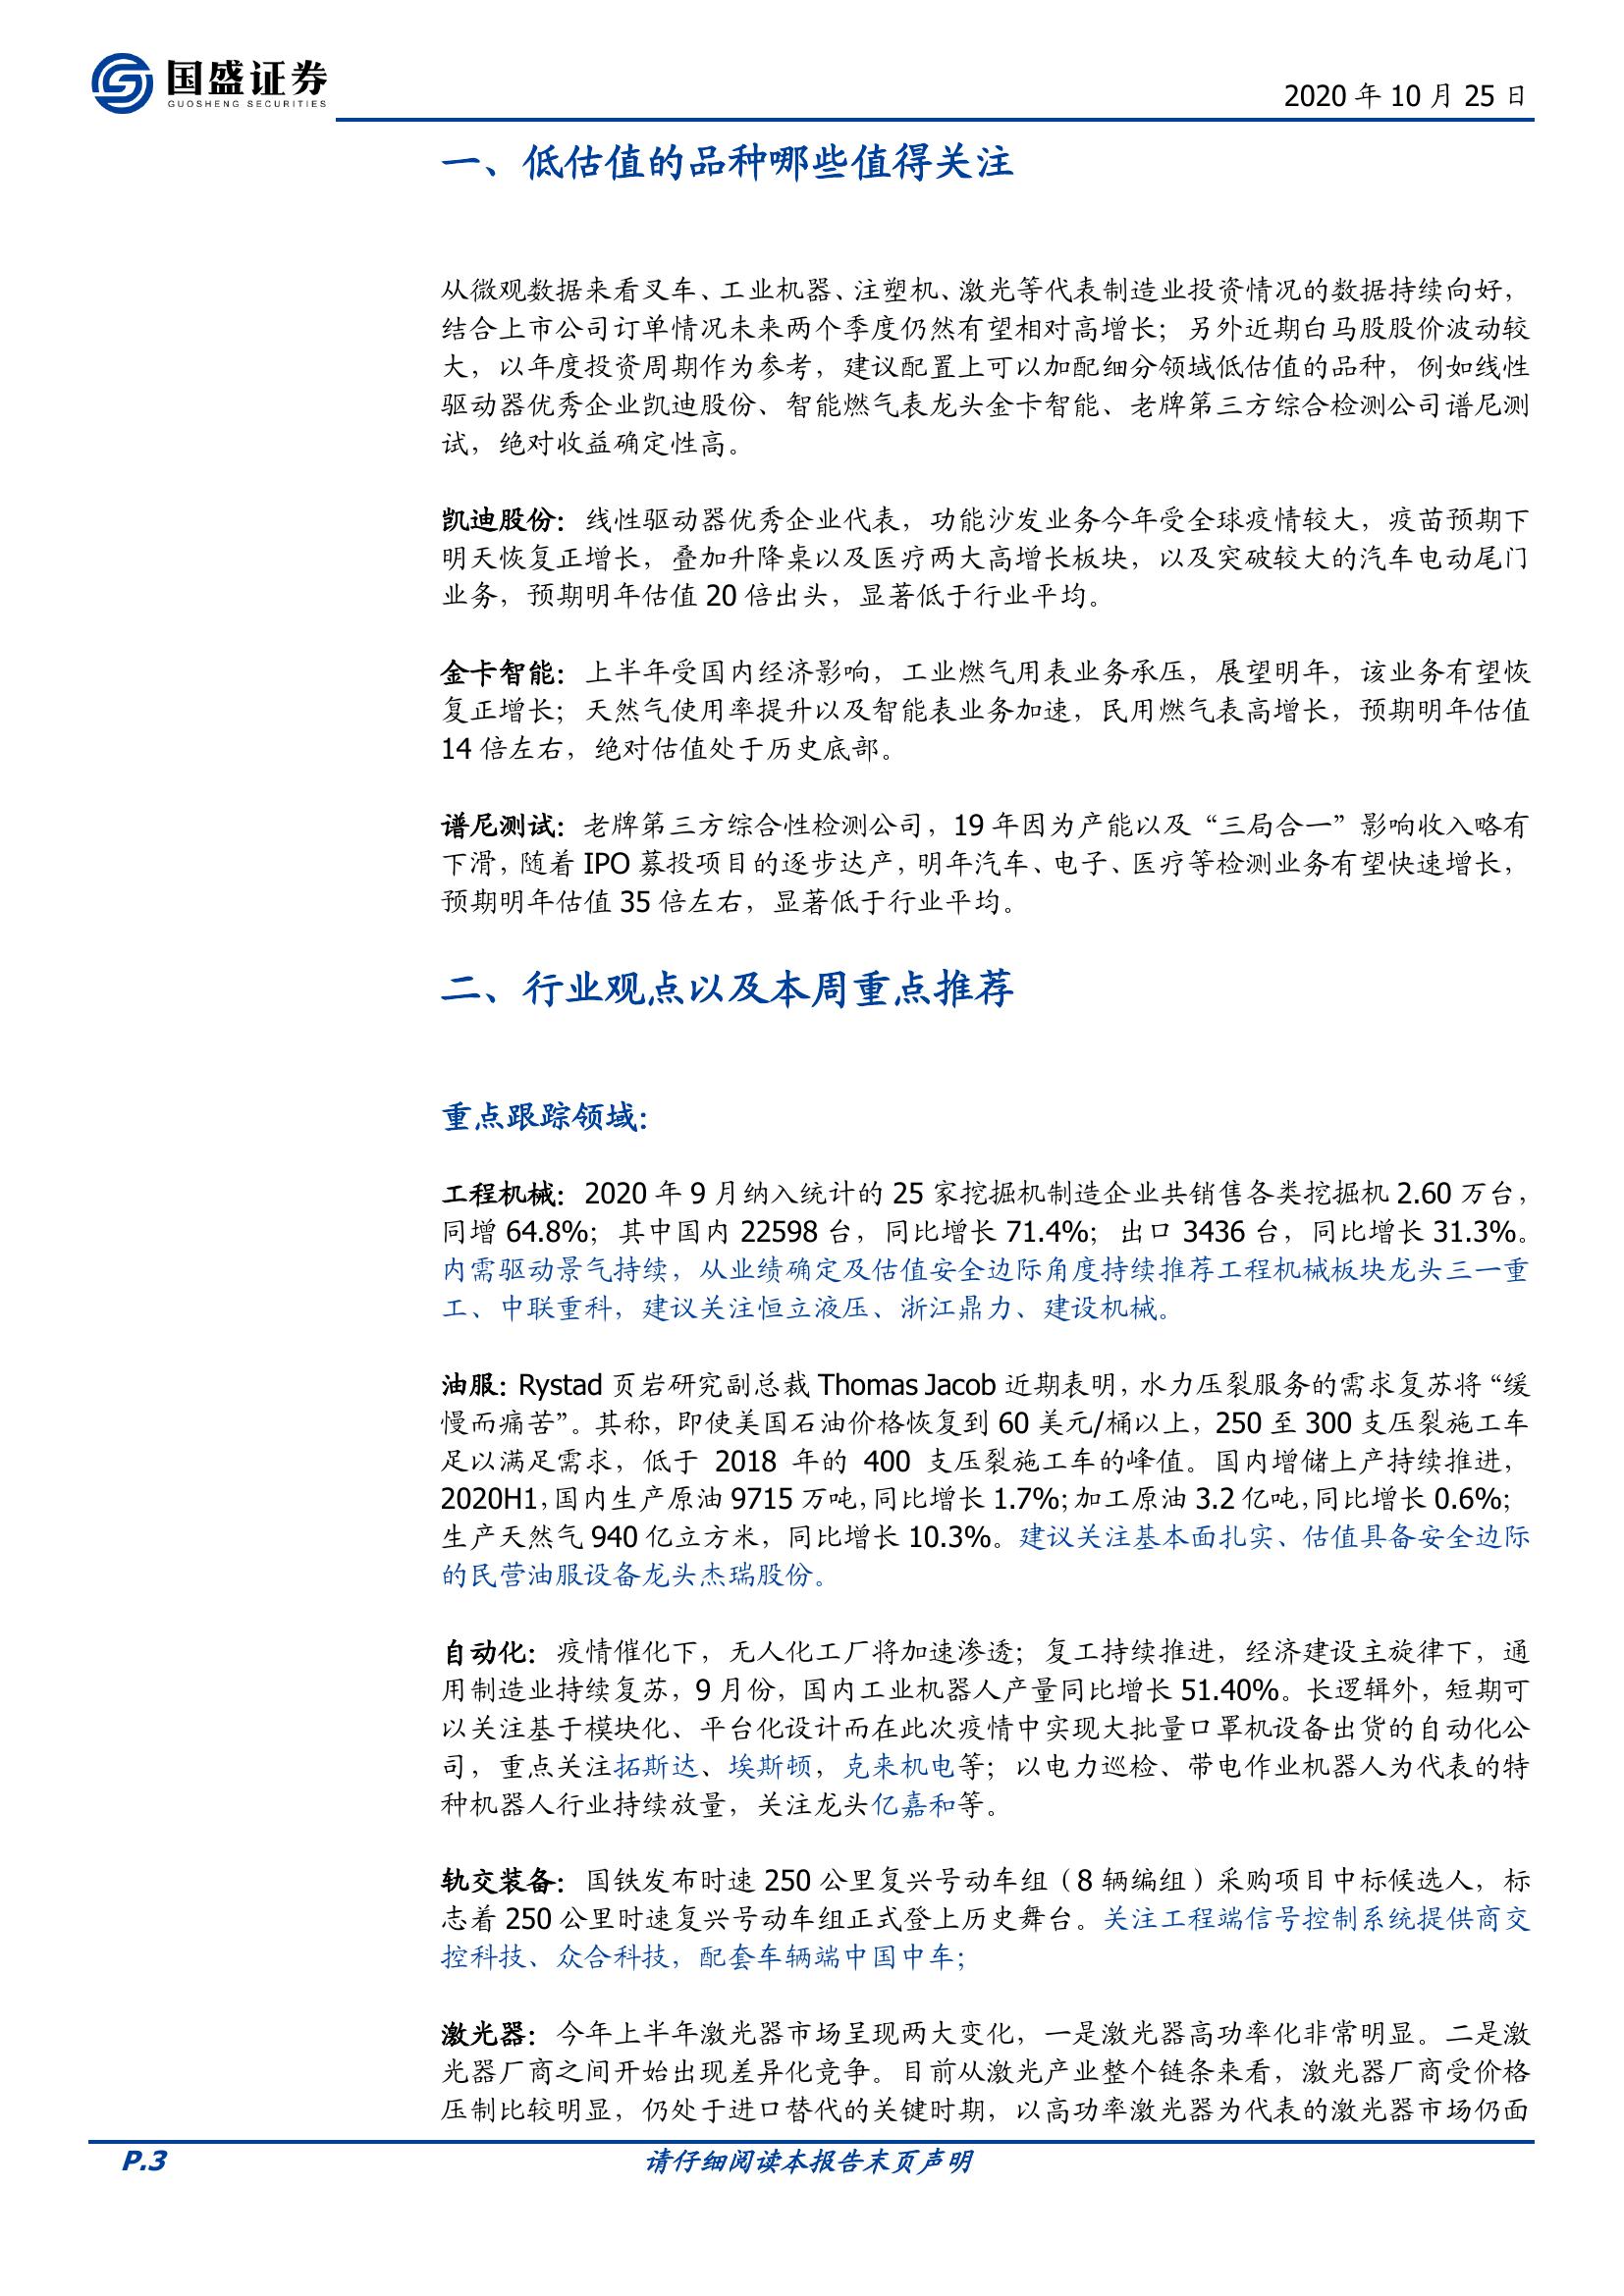 国盛证券
GUOSHENG SECURITIES
2020 年 10 月 25 日
一、低估值的品种哪些值得关注
从微观数据来看叉车、工业机器、注塑机、激光等代表制造业投资情况的数据持续向好，
结合上市公司订单情况未来两个季度仍然有望相对高增长；另外近期白马股股价波动较
大，以年度投资周期作为参考，建议配置上可以加配细分领域低估值的品种，例如线性
驱动器优秀企业凯迪股份、智能燃气表龙头金卡智能、老牌第三方综合检测公司谱尼测
试，绝对收益确定性高。
凯迪股份：线性驱动器优秀企业代表，功能沙发业务今年受全球疫情较大，疫苗预期下
明天恢复正增长，叠加升降桌以及医疗两大高增长板块，以及突破较大的汽车电动尾门
业务，预期明年估值 20 倍出头，显著低于行业平均。
金卡智能：上半年受国内经济影响，工业燃气用表业务承压，展望明年，该业务有望恢
复正增长；天然气使用率提升以及智能表业务加速，民用燃气表高增长，预期明年估值
14 倍左右，绝对估值处于历史底部。
谱尼测试：老牌第三方综合性检测公司，19 年因为产能以及“三局合一”影响收入略有
下滑，随着 IPO 募投项目的逐步达产，明年汽车、电子、医疗等检测业务有望快速增长，
预期明年估值 35 倍左右，显著低于行业平均。
二、行业观点以及本周重点推荐
重点跟踪领域：
工程机械：2020 年 9 月纳入统计的 25 家挖掘机制造企业共销售各类挖掘机 2.60 万台，
同增 64.8%；其中国内 22598 台，同比增长 71.4%；出口 3436 台，同比增长 31.3%。
内需驱动景气持续，从业绩确定及估值安全边际角度持续推荐工程机械板块龙头三一重
工、中联重科，建议关注恒立液压、浙江鼎力、建设机械。
油服：Rystad 页岩研究副总裁 Thomas Jacob 近期表明，水力压裂服务的需求复苏将“缓
慢而痛苦”。其称，即使美国石油价格恢复到 60 美元/桶以上，250 至 300 支压裂施工车
足以满足需求，低于 2018 年的 400 支压裂施工车的峰值。国内增储上产持续推进，
2020H1，国内生产原油 9715 万吨，同比增长 1.7%；加工原油 3.2 亿吨，同比增长 0.6%；
生产天然气 940 亿立方米，同比增长 10.3%。建议关注基本面扎实、估值具备安全边际
的民营油服设备龙头杰瑞股份。
自动化：疫情催化下，无人化工厂将加速渗透；复工持续推进，经济建设主旋律下，通
用制造业持续复苏，9 月份，国内工业机器人产量同比增长 51.40%。长逻辑外，短期可
以关注基于模块化、平台化设计而在此次疫情中实现大批量口罩机设备出货的自动化公
司，重点关注拓斯达、埃斯顿，克来机电等；以电力巡检、带电作业机器人为代表的特
种机器人行业持续放量，关注龙头亿嘉和等。
轨交装备：国铁发布时速 250 公里复兴号动车组（8 辆编组）采购项目中标候选人，标
志着 250 公里时速复兴号动车组正式登上历史舞台。关注工程端信号控制系统提供商交
控科技、众合科技，配套车辆端中国中车；
激光器：今年上半年激光器市场呈现两大变化，一是激光器高功率化非常明显。二是激
光器厂商之间开始出现差异化竞争。目前从激光产业整个链条来看，激光器厂商受价格
压制比较明显，仍处于进口替代的关键时期，以高功率激光器为代表的激光器市场仍面
P.3
请仔细阅读本报告末页声明